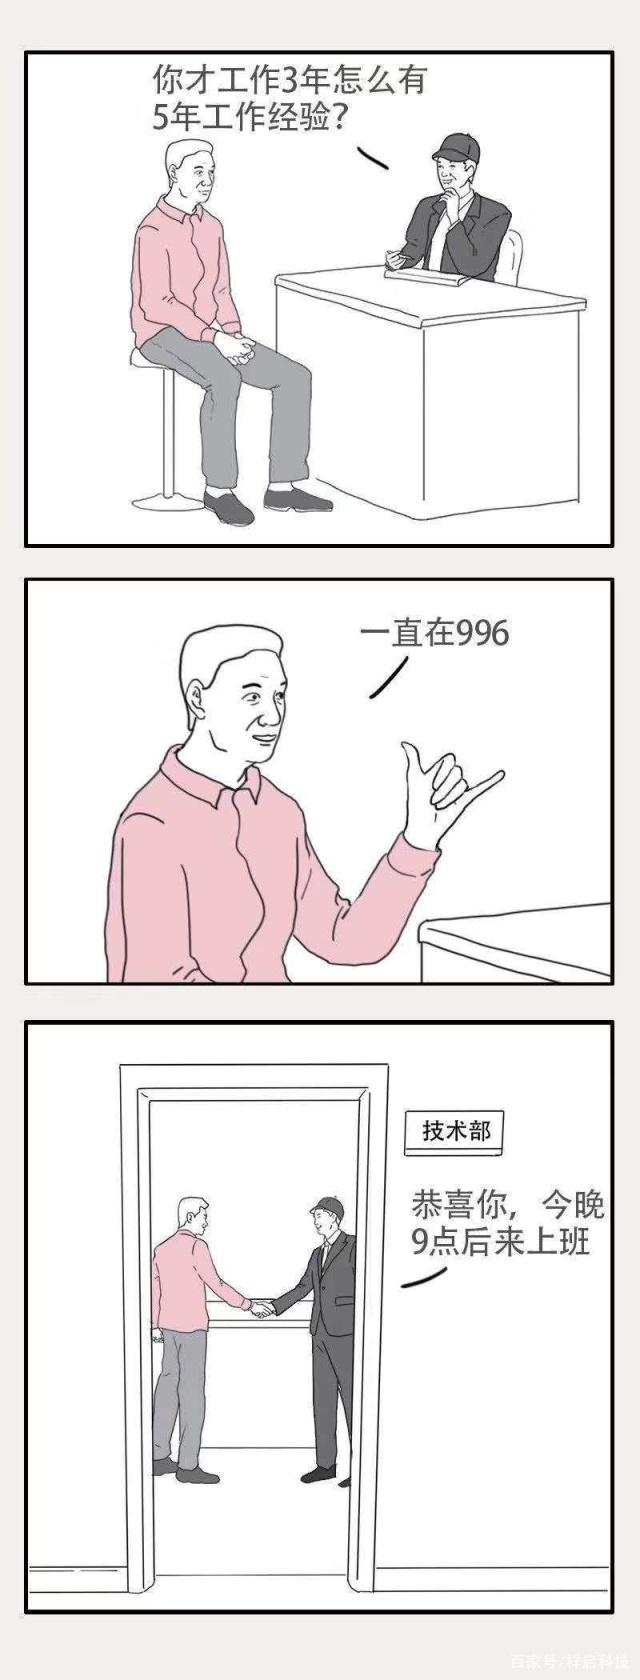 你才工作3年怎么有
5年工作经验?
一直在996
技术部
恭喜你, 今晚
9点后来上班
百家号/样启科技